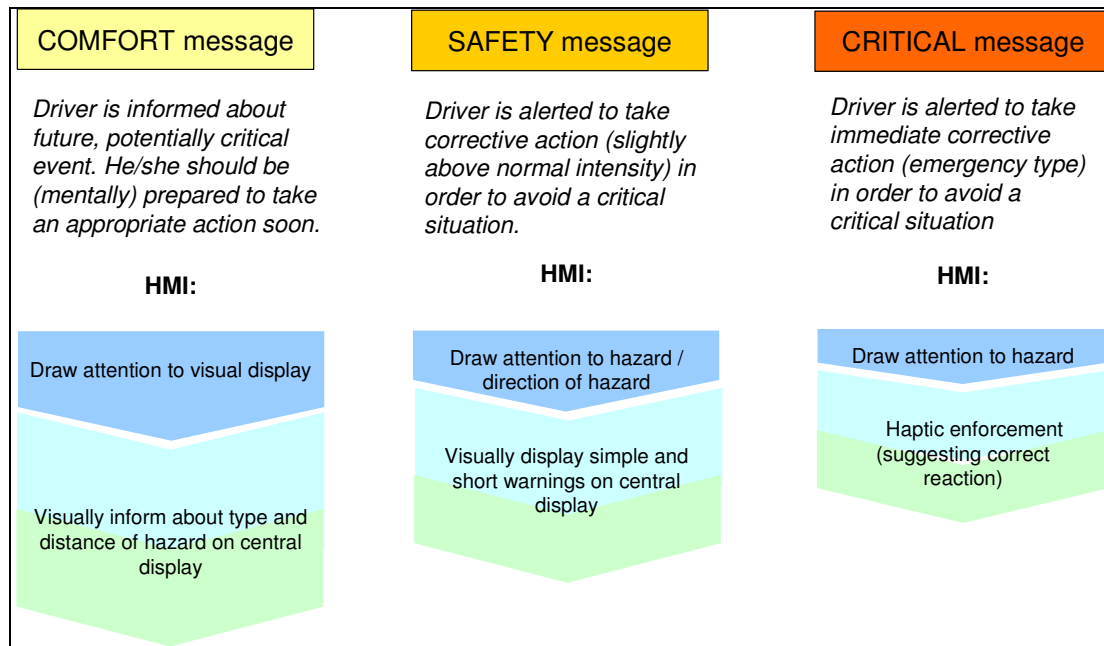 COMFORT message
Driver is informed about
future, potentially critical
event. He/she should be
(mentally) prepared to take
an appropriate action soon.
HMI:
Draw attention to visual display
Visually inform about type and
distance of hazard on central
display
SAFETY message
Driver is alerted to take
corrective action (slightly
above normal intensity) in
order to avoid a critical
situation.
HMI:
Draw attention to hazard /
direction of hazard
Visually display simple and
short warnings on central
display
CRITICAL message
Driver is alerted to take
immediate corrective
action (emergency type)
in order to avoid a
critical situation
HMI:
Draw attention to hazard
Haptic enforcement
(suggesting correct
reaction)